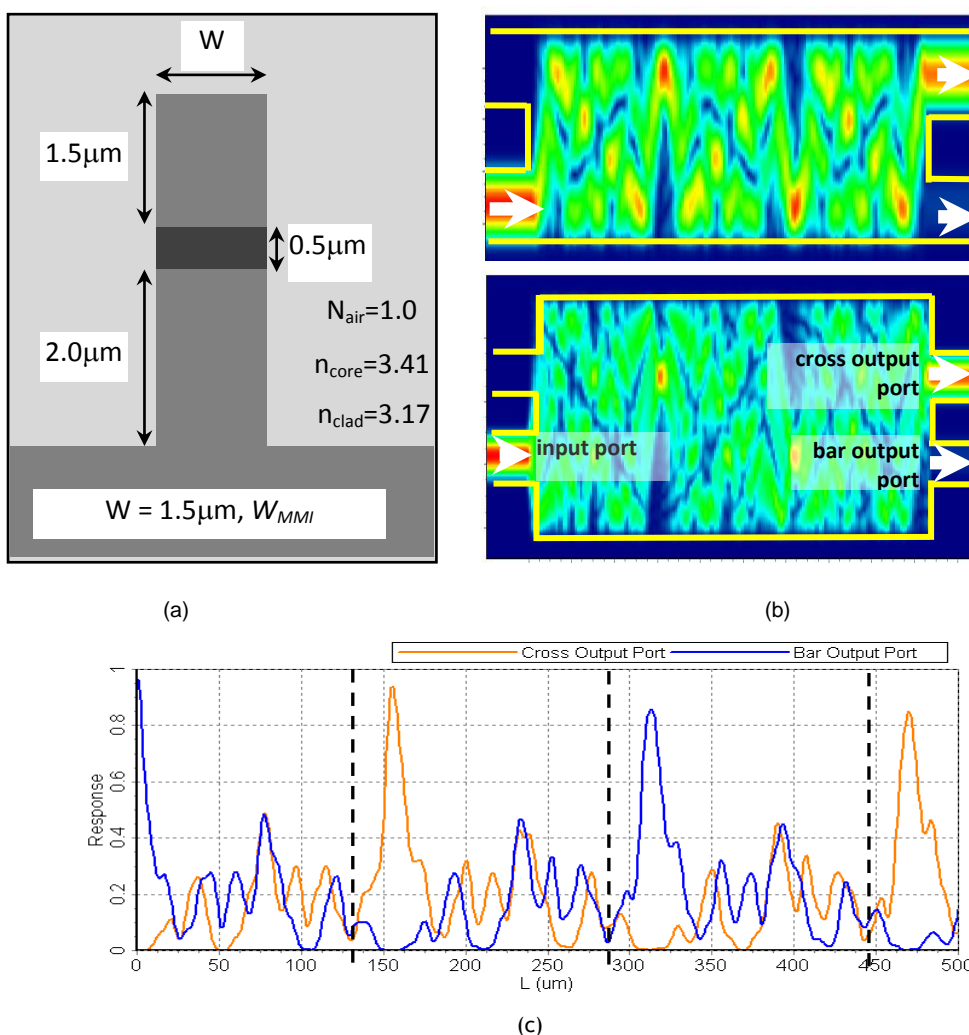 W
1.5μm
0.5μm
2.0μm
N_air=1.0
n_core=3.41
n_clad=3.17
W = 1.5μm, W_MMI
(a)
cross output
port
input port
bar output
port
(b)
Cross Output Port
Bar Output Port
1
0.8
0.6
0.4
0.2
0
Response
0
50
100
150
200
250
300
350
400
450
500
L (um)
(c)